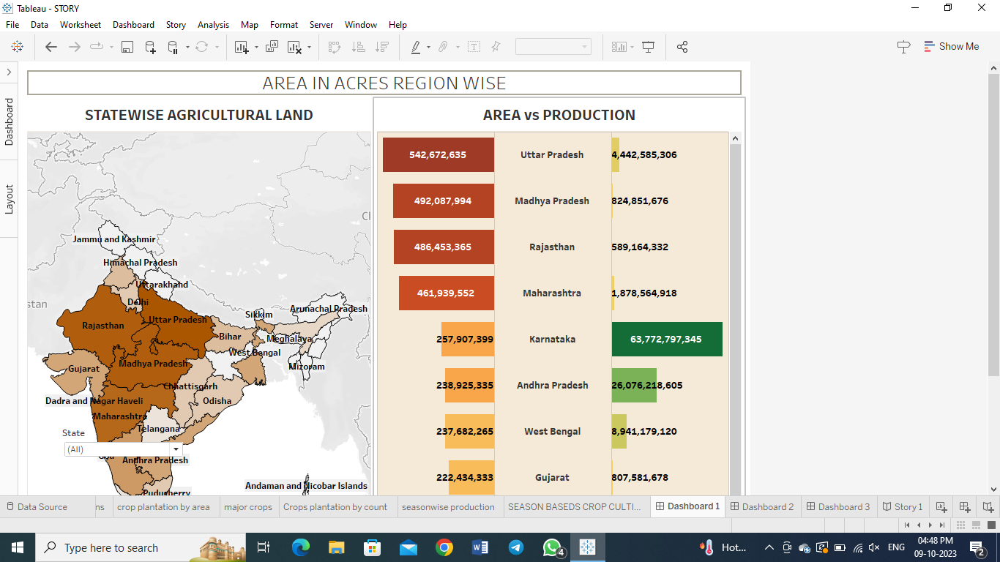 Tableau - STORY
File Data Worksheet Dashboard Story Analysis Map Format Server Window Help
Show Me
Dashboard
Layout
AREA IN ACRES REGION WISE
STATEWISE AGRICULTURAL LAND
Jammu and Kashmir
Himachal Pradesh
Uttarakhand
Delhi
Arunachal Pradesh
Sikkim
Rajasthan
Uttar Pradesh
Bihar
Meghalaya
West Bengal
Gujarat
Madhya Pradesh
Mizoram
Chhattisgarh
Dadra and Nagar Haveli
Odisha
Maharashtra
Telangana
State
(All)
Goa
Andhra Pradesh
Puducherry
Andaman and Nicobar Islands
stan
AREA vs PRODUCTION
542,672,635 Uttar Pradesh 4,442,585,306
492,087,994 Madhya Pradesh 824,851,676
486,453,365 Rajasthan 589,164,332
461,939,552 Maharashtra 1,878,564,918
257,907,399 Karnataka 63,772,797,345
238,925,335 Andhra Pradesh 26,076,218,605
237,682,265 West Bengal 8,941,179,120
222,434,333 Gujarat 807,581,678
Data Source ns crop plantation by area major crops Crops plantation by count seasonwise production SEASON BASEDS CROP CULTI... Dashboard 1 Dashboard 2 Dashboard 3 Story 1
Type here to search
4
Hot...
ENG
04:48 PM
09-10-2023
2